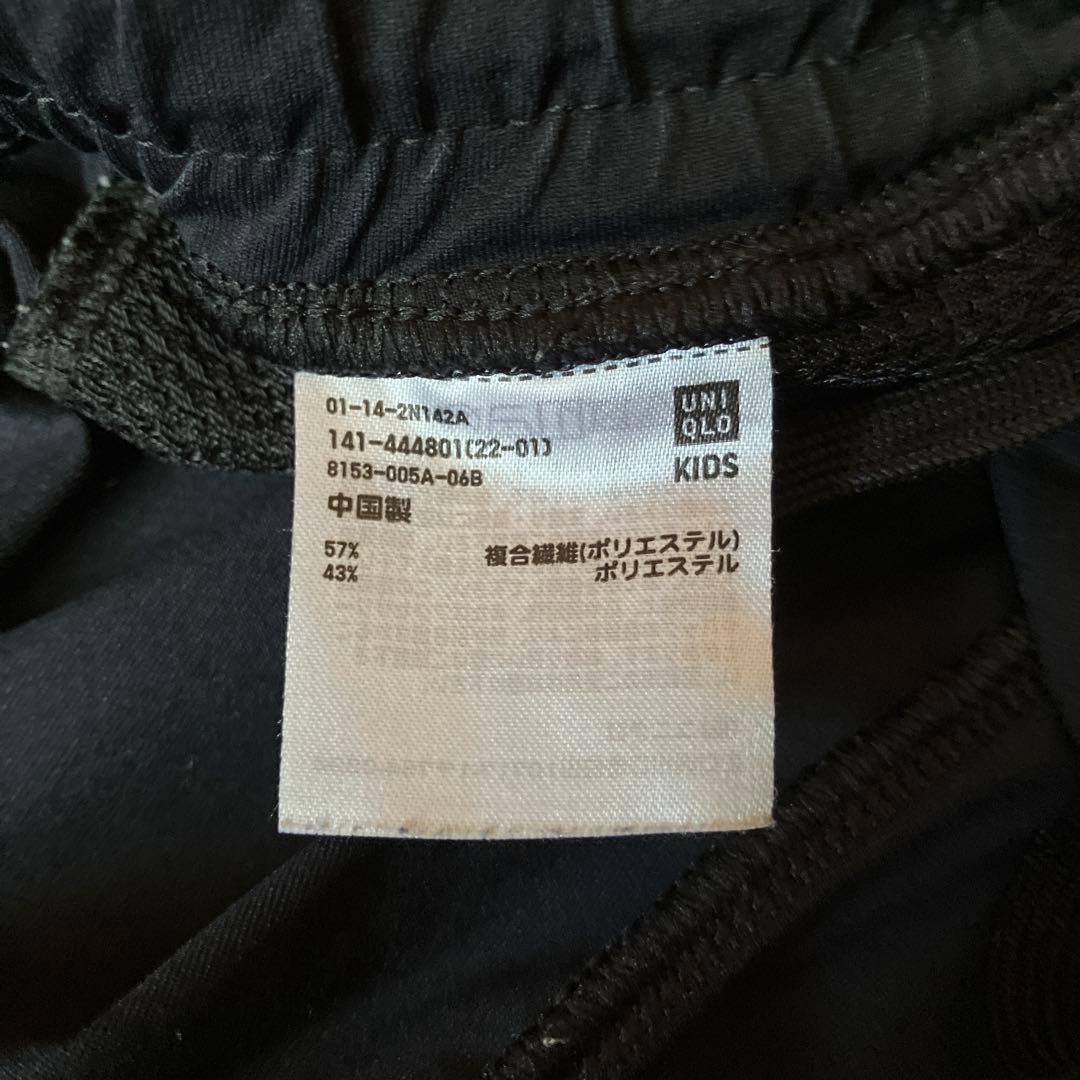 01-14-2N142A
141-444801(22-01)
8153-005A-06B
中国製
UNI
QLO
KIDS
57% 複合繊維(ポリエステル)
43% ポリエステル